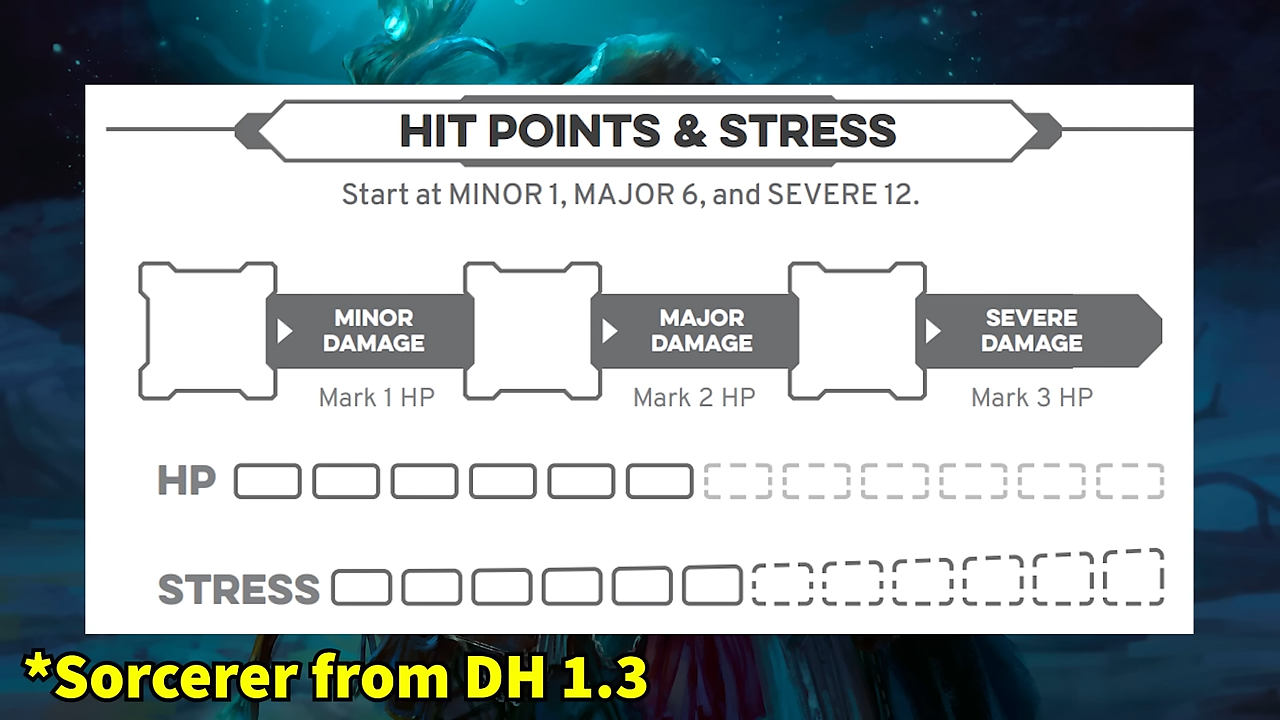 HIT POINTS & STRESS
Start at MINOR 1, MAJOR 6, and SEVERE 12.
MINOR DAMAGE
MAJOR DAMAGE
SEVERE DAMAGE
Mark 1 HP
Mark 2 HP
Mark 3 HP
HP
STRESS
*Sorcerer from DH 1.3